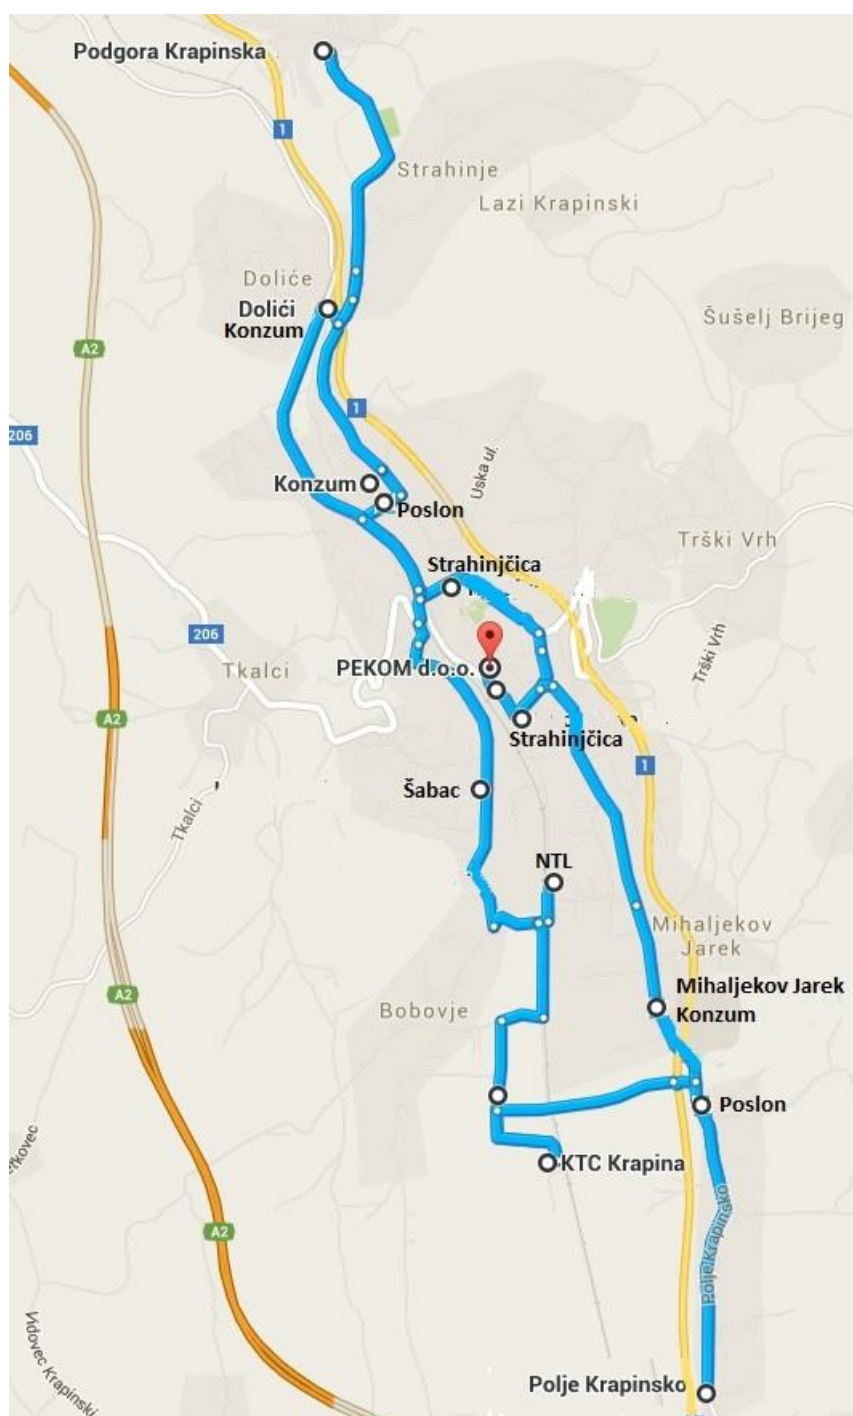 Podgora Krapinska
1
Strahinje
Lazi Krapinski
Doliće
Dolići
Konzum
Šušelj Brijeg
A2
1
206
Uska ul.
Konzum
Poslon
Trški Vrh
Strahinjčica
206
Tkalci
PEKOM d.o.o.
Trški Vrh
Strahinjčica
A2
1
Šabac
Tkalci
NTL
Mihaljekov
Jarek
A2
Mihaljekov Jarek
Konzum
Bobovje
Poslon
KTC Krapina
A2
Polje Krapinsko
Vidovec Krapinski
Polje Krapinsko